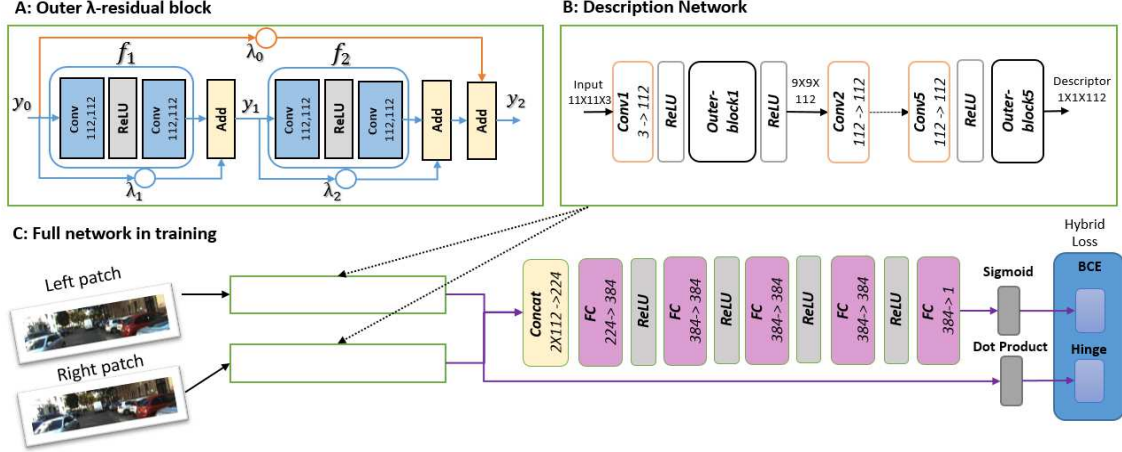 A: Outer λ-residual block
λ₀
f₁
f₂
y₀
Conv
112,112
ReLU
Conv
112,112
Add
y₁
Conv
112,112
ReLU
Conv
112,112
Add
Add
y₂
λ₁
λ₂
B: Description Network
Input
11X11X3
Conv1
3 -> 112
ReLU
Outer-
block1
ReLU
9X9X
112
Conv2
112 -> 112
Conv5
112 -> 112
ReLU
Outer-
block5
Descriptor
1X1X112
C: Full network in training
Left patch
Right patch
Concat
2X112 ->224
FC
224-> 384
ReLU
FC
384-> 384
ReLU
FC
384-> 384
ReLU
FC
384-> 384
ReLU
FC
384-> 1
Sigmoid
Dot Product
Hybrid
Loss
BCE
Hinge